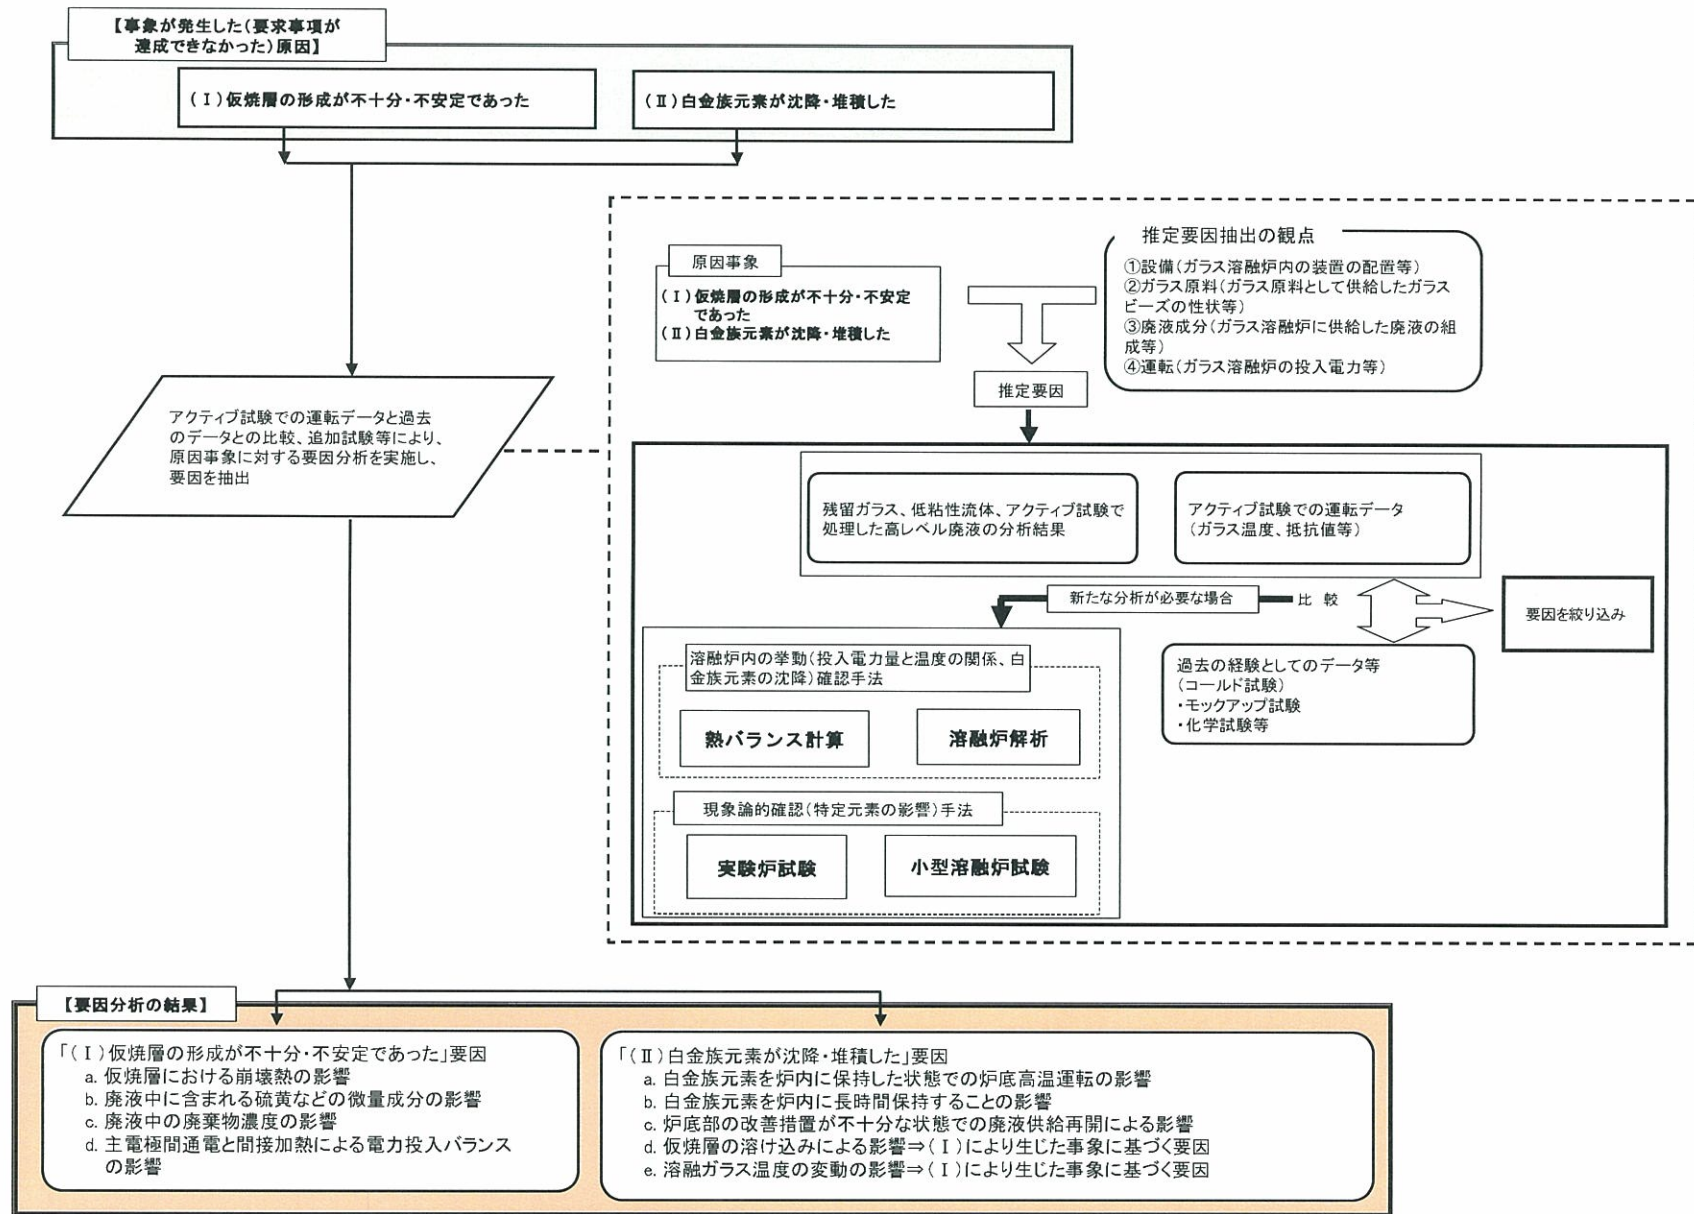 【事象が発生した(要求事項が
達成できなかった)原因】
(Ⅰ)仮焼層の形成が不十分・不安定であった
(Ⅱ)白金族元素が沈降・堆積した
アクティブ試験での運転データと過去
のデータとの比較、追加試験等により、
原因事象に対する要因分析を実施し、
要因を抽出
原因事象
(Ⅰ)仮焼層の形成が不十分・不安定
であった
(Ⅱ)白金族元素が沈降・堆積した
推定要因抽出の観点
①設備(ガラス溶融炉内の装置の配置等)
②ガラス原料(ガラス原料として供給したガラス
ビーズの性状等)
③廃液成分(ガラス溶融炉に供給した廃液の組
成等)
④運転(ガラス溶融炉の投入電力等)
推定要因
残留ガラス、低粘性流体、アクティブ試験で
処理した高レベル廃液の分析結果
アクティブ試験での運転データ
(ガラス温度、抵抗値等)
新たな分析が必要な場合
比 較
要因を絞り込み
溶融炉内の挙動(投入電力量と温度の関係、白
金族元素の沈降)確認手法
熱バランス計算
溶融炉解析
過去の経験としてのデータ等
(コールド試験)
・モックアップ試験
・化学試験等
現象論的確認(特定元素の影響)手法
実験炉試験
小型溶融炉試験
【要因分析の結果】
「(Ⅰ)仮焼層の形成が不十分・不安定であった」要因
a. 仮焼層における崩壊熱の影響
b. 廃液中に含まれる硫黄などの微量成分の影響
c. 廃液中の廃棄物濃度の影響
d. 主電極間通電と間接加熱による電力投入バランス
の影響
「(Ⅱ)白金族元素が沈降・堆積した」要因
a. 白金族元素を炉内に保持した状態での炉底高温運転の影響
b. 白金族元素を炉内に長時間保持することの影響
c. 炉底部の改善措置が不十分な状態での廃液供給再開による影響
d. 仮焼層の溶け込みによる影響⇒(Ⅰ)により生じた事象に基づく要因
e. 溶融ガラス温度の変動の影響⇒(Ⅰ)により生じた事象に基づく要因